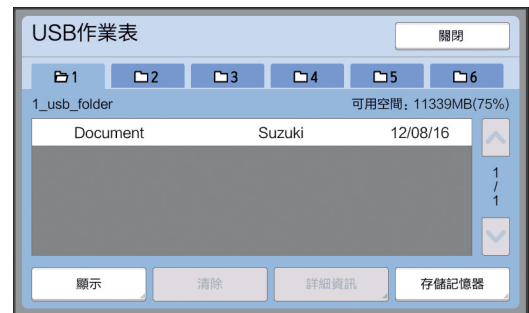 USB作業表 關閉
1 2 3 4 5 6
1_usb_folder 可用空間：11339MB(75%)
Document Suzuki 12/08/16
1
/
1
顯示 清除 詳細資訊 存儲記憶器